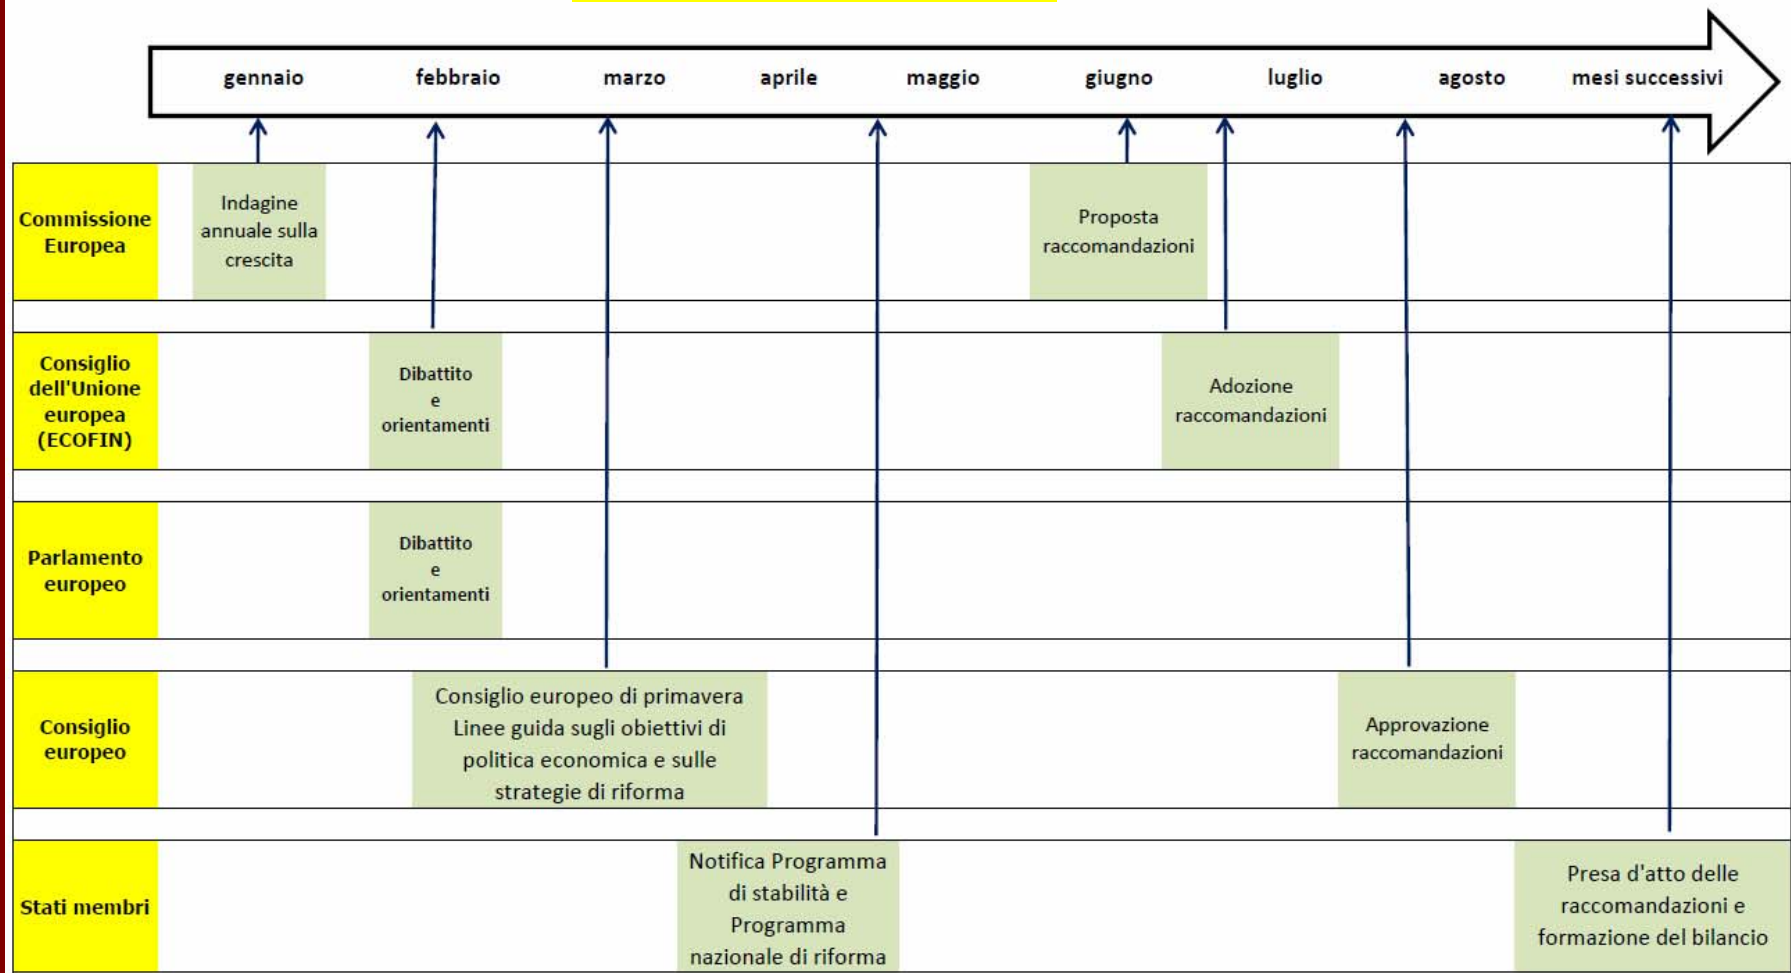 gennaio febbraio marzo aprile maggio giugno luglio agosto mesi successivi
Commissione
Europea
Indagine
annuale sulla
crescita
Proposta
raccomandazioni
Consiglio
dell'Unione
europea
(ECOFIN)
Dibattito
e
orientamenti
Adozione
raccomandazioni
Parlamento
europeo
Dibattito
e
orientamenti
Consiglio
europeo
Consiglio europeo di primavera
Linee guida sugli obiettivi di
politica economica e sulle
strategie di riforma
Approvazione
raccomandazioni
Stati membri
Notifica Programma
di stabilità e
Programma
nazionale di riforma
Presa d'atto delle
raccomandazioni e
formazione del bilancio